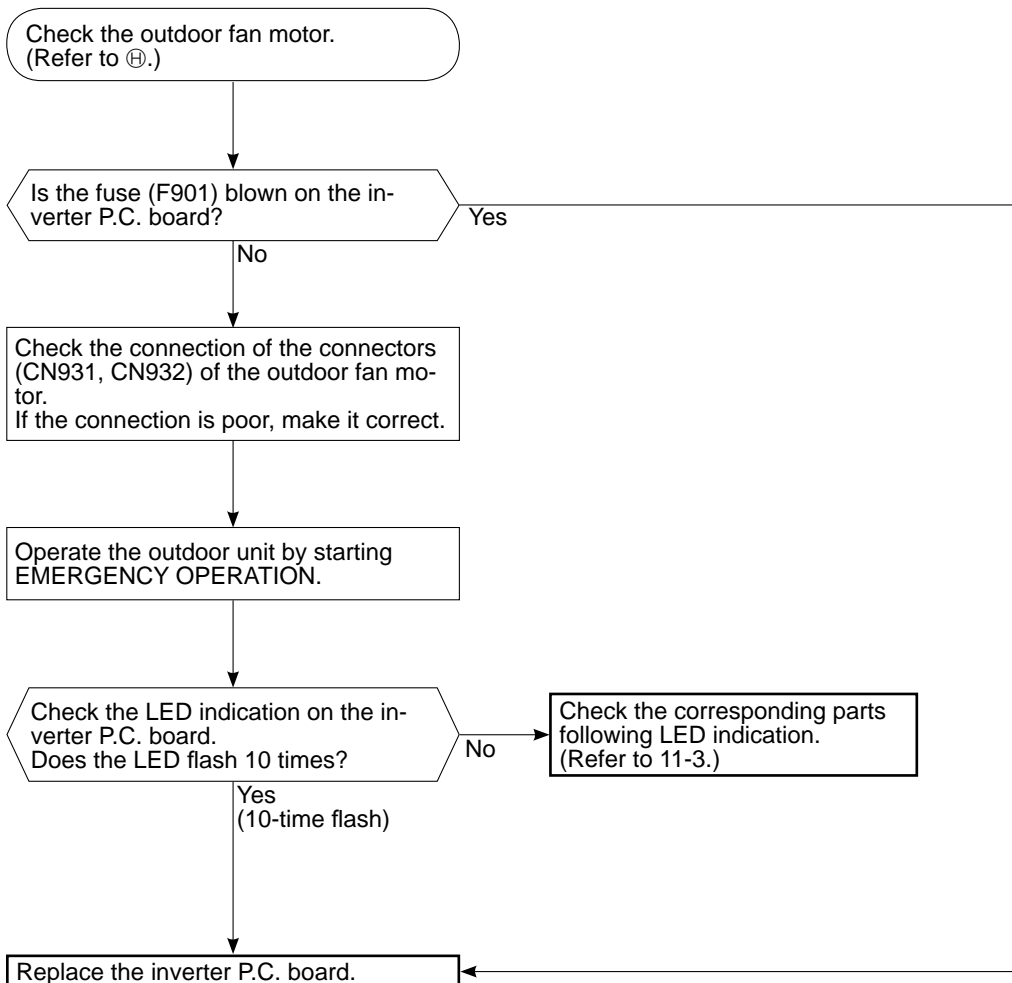 Check the outdoor fan motor.
(Refer to Ⓗ.)
Is the fuse (F901) blown on the in-
verter P.C. board?
Yes
No
Check the connection of the connectors
(CN931, CN932) of the outdoor fan mo-
tor.
If the connection is poor, make it correct.
Operate the outdoor unit by starting
EMERGENCY OPERATION.
Check the LED indication on the in-
verter P.C. board.
Does the LED flash 10 times?
No
Check the corresponding parts
following LED indication.
(Refer to 11-3.)
Yes
(10-time flash)
Replace the inverter P.C. board.